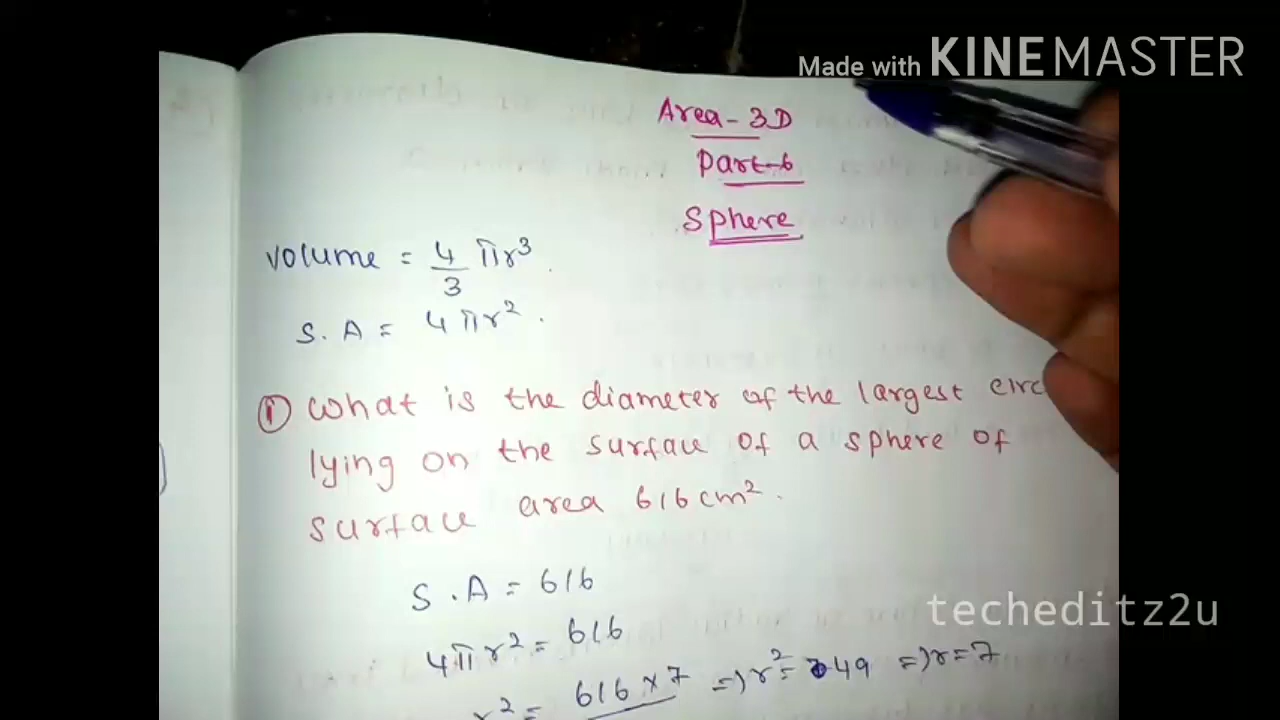 Made with KINEMASTER
Area - 3D
Part-6
Sphere
Volume = 4/3 πr³
S.A = 4πr².
① What is the diameter of the largest circ
lying on the surface of a sphere of
surface area 616cm².
S.A = 616
techeditz2u
4πr² = 616
r² = 616×7 => r² = 49 => r=7